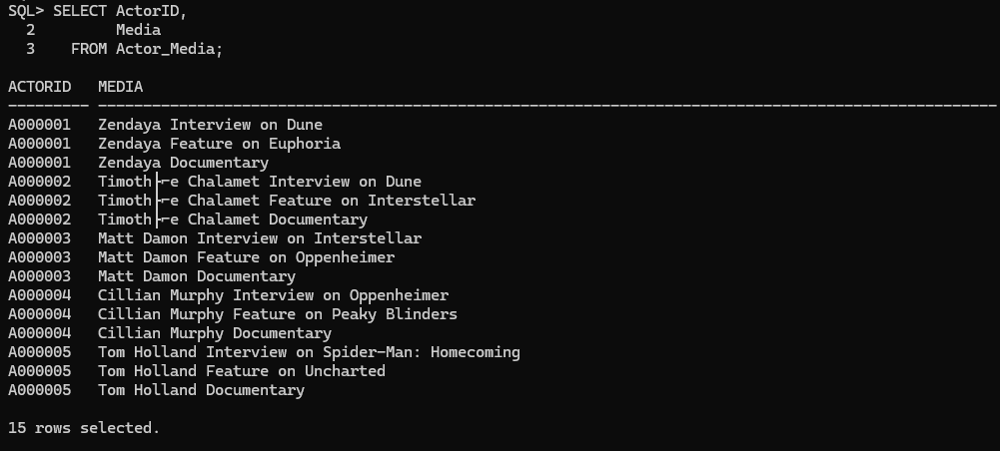 SQL> SELECT ActorID,
  2         Media
  3    FROM Actor_Media;

ACTORID   MEDIA
--------- ----------------------------------------------------------------------------------------------------
A000001   Zendaya Interview on Dune
A000001   Zendaya Feature on Euphoria
A000001   Zendaya Documentary
A000002   Timoth├⌐e Chalamet Interview on Dune
A000002   Timoth├⌐e Chalamet Feature on Interstellar
A000002   Timoth├⌐e Chalamet Documentary
A000003   Matt Damon Interview on Interstellar
A000003   Matt Damon Feature on Oppenheimer
A000003   Matt Damon Documentary
A000004   Cillian Murphy Interview on Oppenheimer
A000004   Cillian Murphy Feature on Peaky Blinders
A000004   Cillian Murphy Documentary
A000005   Tom Holland Interview on Spider-Man: Homecoming
A000005   Tom Holland Feature on Uncharted
A000005   Tom Holland Documentary

15 rows selected.